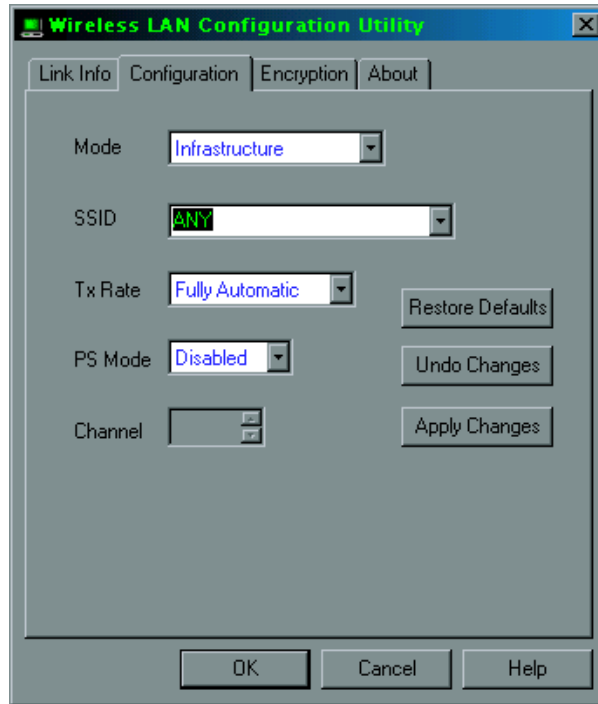 Wireless LAN Configuration Utility
Link Info Configuration Encryption About
Mode Infrastructure
SSID ANY
Tx Rate Fully Automatic
Restore Defaults
PS Mode Disabled
Undo Changes
Channel
Apply Changes
OK Cancel Help